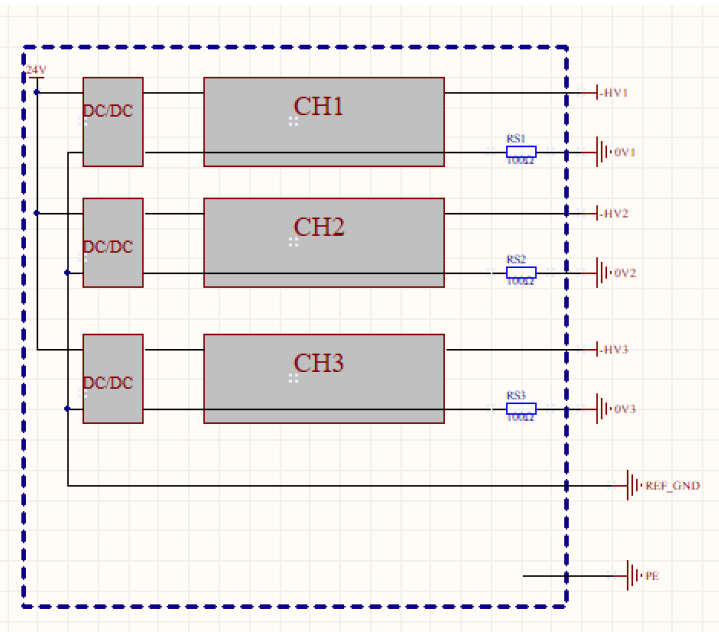 24V
DC/DC
CH1
-HV1
RS1
100Ω
0V1
DC/DC
CH2
-HV2
RS2
100Ω
0V2
DC/DC
CH3
-HV3
RS3
100Ω
0V3
REF_GND
PE